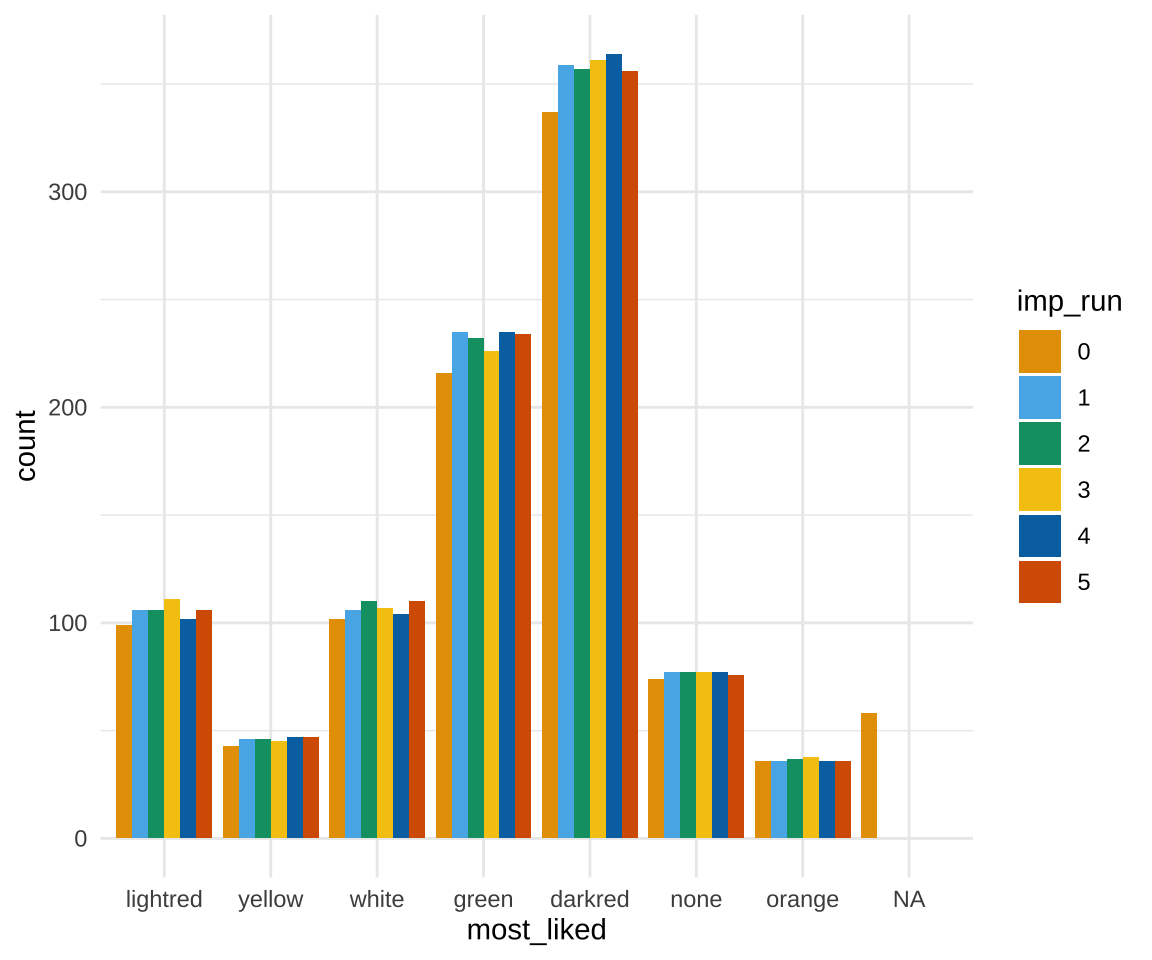 300
200
100
0
count
lightred yellow white green darkred none orange NA
most_liked
imp_run
0
1
2
3
4
5